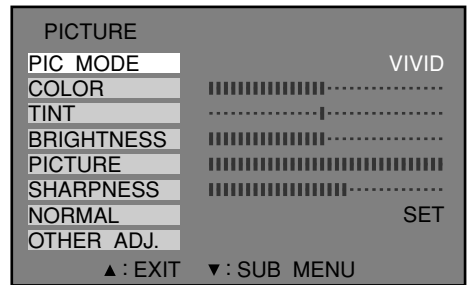 PICTURE
PIC MODE VIVID
COLOR
TINT
BRIGHTNESS
PICTURE
SHARPNESS
NORMAL SET
OTHER ADJ.
▲ : EXIT ▼ : SUB MENU